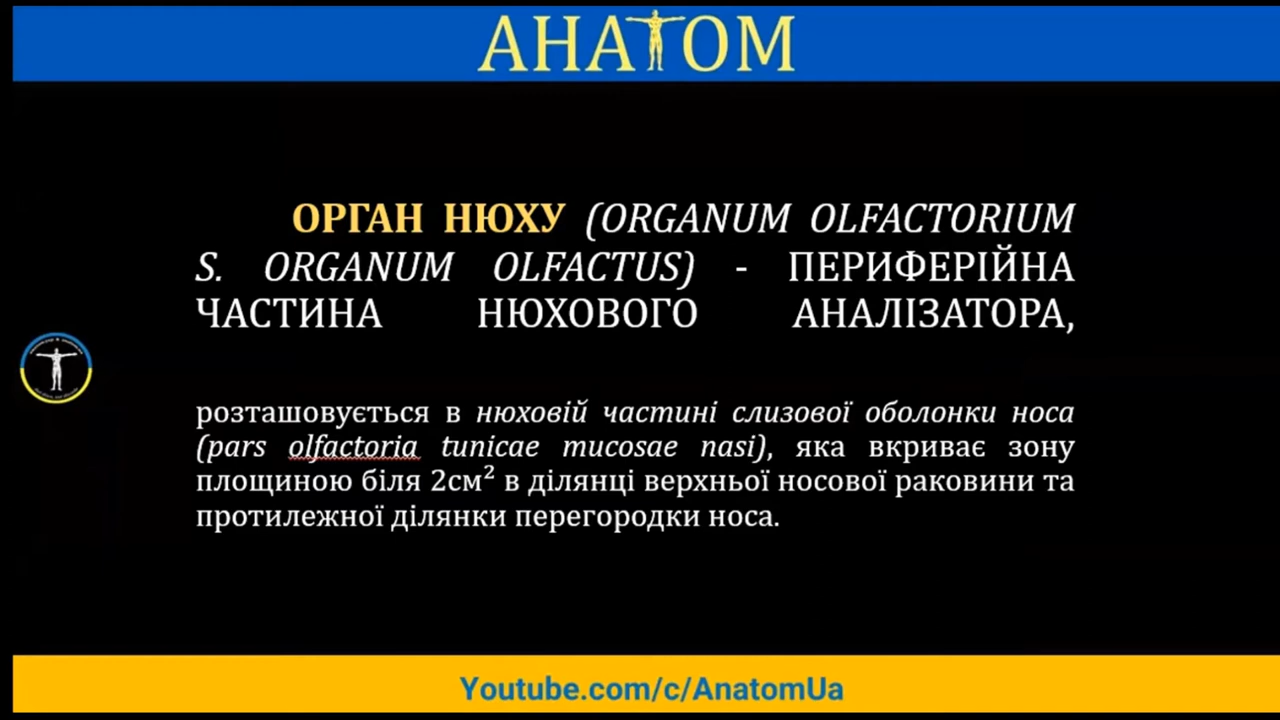 АНАТОМ
ОРГАН НЮХУ (ORGANUM OLFACTORIUM
S. ORGANUM OLFACTUS) - ПЕРИФЕРІЙНА
ЧАСТИНА НЮХОВОГО АНАЛІЗАТОРА,
розташовується в нюховій частині слизової оболонки носа
(pars olfactoria tunicae mucosae nasi), яка вкриває зону
площиною біля 2см² в ділянці верхньої носової раковини та
протилежної ділянки перегородки носа.
Youtube.com/c/AnatomUa